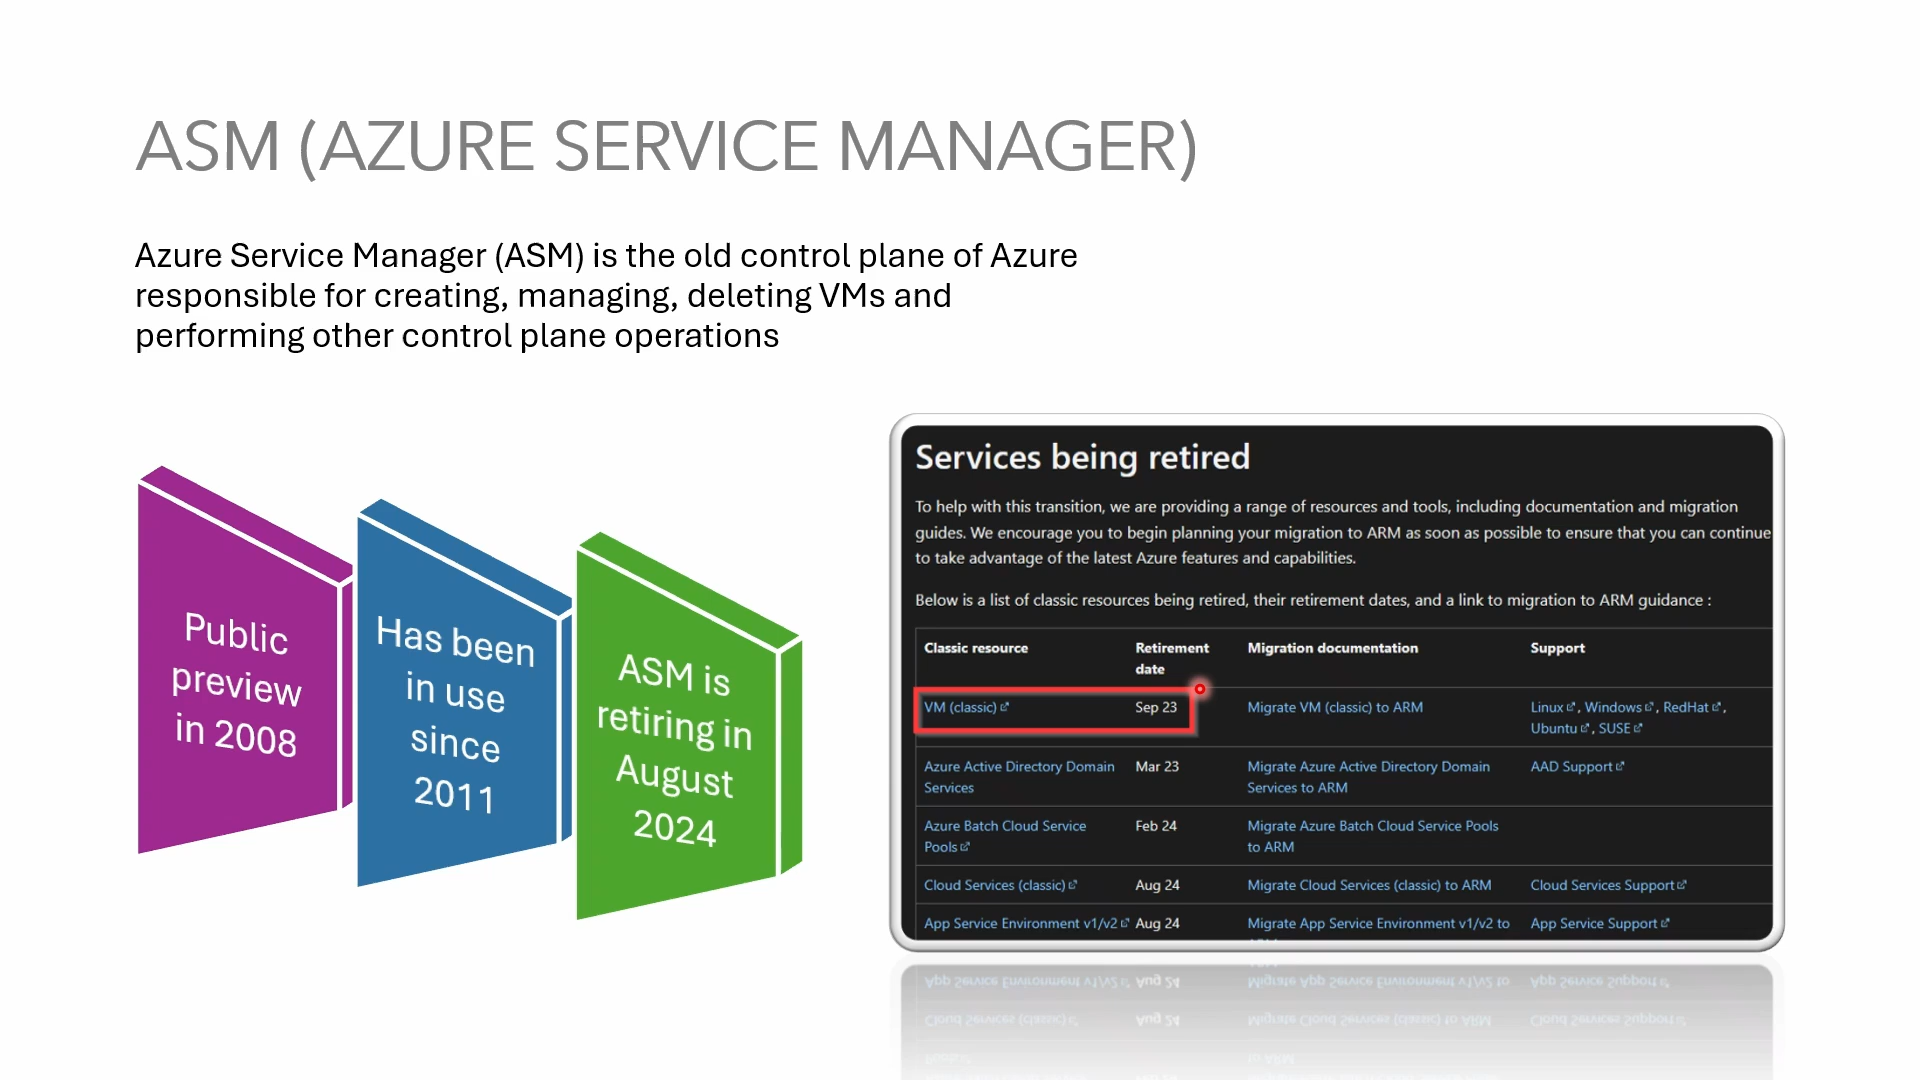 ASM (AZURE SERVICE MANAGER)
Azure Service Manager (ASM) is the old control plane of Azure
responsible for creating, managing, deleting VMs and
performing other control plane operations
Public
preview
in 2008
Has been
in use
since
2011
ASM is
retiring in
August
2024
Services being retired
To help with this transition, we are providing a range of resources and tools, including documentation and migration
guides. We encourage you to begin planning your migration to ARM as soon as possible to ensure that you can continue
to take advantage of the latest Azure features and capabilities.
Below is a list of classic resources being retired, their retirement dates, and a link to migration to ARM guidance :
Classic resource Retirement date Migration documentation Support
VM (classic) Sep 23 Migrate VM (classic) to ARM Linux, Windows, RedHat,
Ubuntu, SUSE
Azure Active Directory Domain Mar 23 Migrate Azure Active Directory Domain AAD Support
Services Services to ARM
Azure Batch Cloud Service Feb 24 Migrate Azure Batch Cloud Service Pools
Pools to ARM
Cloud Services (classic) Aug 24 Migrate Cloud Services (classic) to ARM Cloud Services Support
App Service Environment v1/v2 Aug 24 Migrate App Service Environment v1/v2 to App Service Support